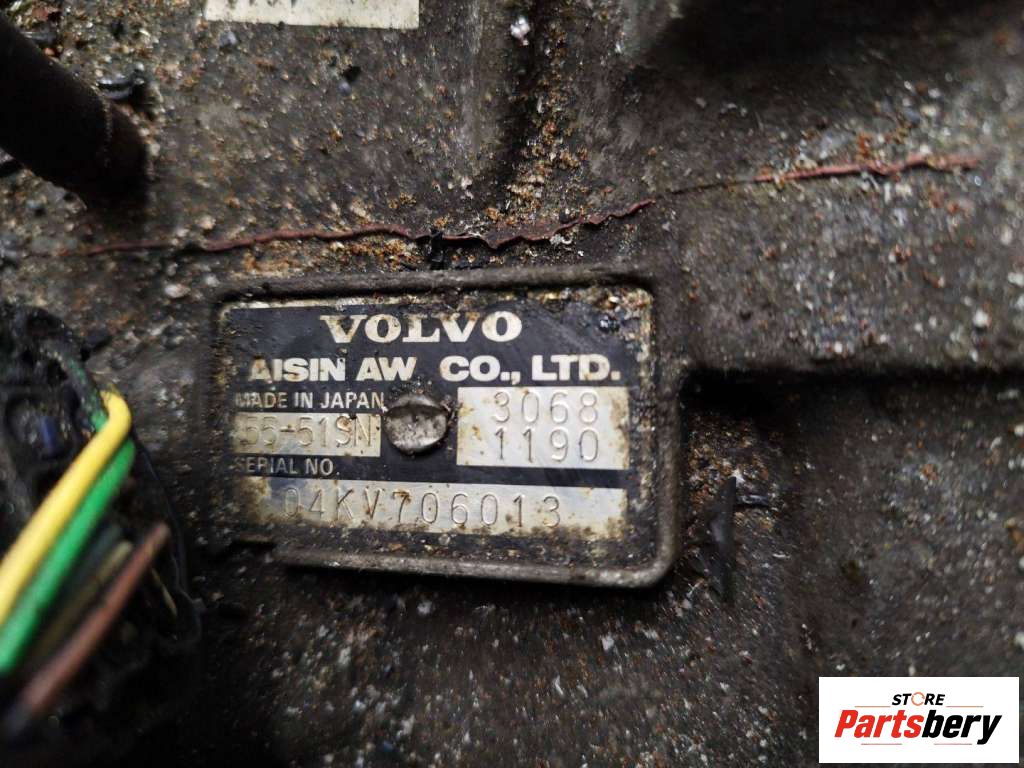 VOLVO
AISIN AW CO., LTD.
MADE IN JAPAN
3068
55-51SN
1190
SERIAL NO.
04KV706013
STORE
Partsbery